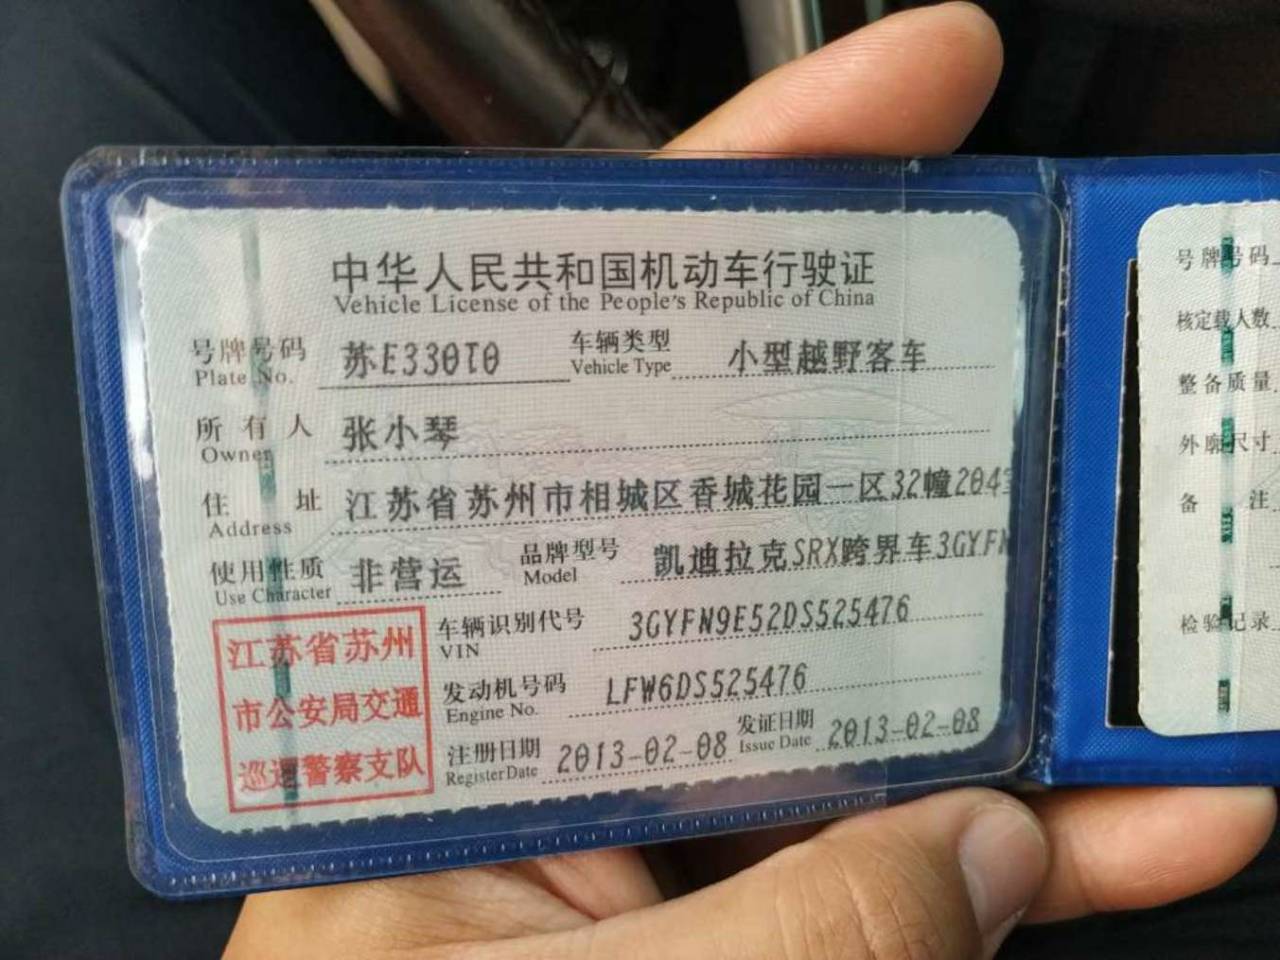 中华人民共和国机动车行驶证
Vehicle License of the People's Republic of China
号牌号码 苏E330T0 车辆类型 小型越野客车
Plate No. Vehicle Type
所有人 张小琴
Owner
住址 江苏省苏州市相城区香城花园一区32幢204
Address
使用性质 非营运 品牌型号 凯迪拉克SRX跨界车3GYFN
Use Character Model
车辆识别代号 3GYFN9E52DS525476
VIN
发动机号码 LFW6DS525476
Engine No.
注册日期 2013-02-08 发证日期 2013-02-08
Register Date Issue Date
江苏省苏州
市公安局交通
巡逻警察支队
号牌号码
核定载人数
整备质量
外廓尺寸
备注
检验记录